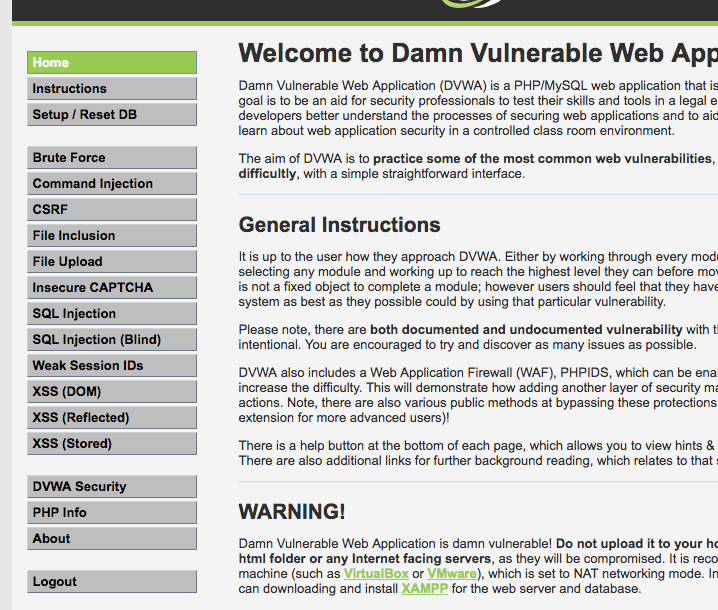 Home
Instructions
Setup / Reset DB
Brute Force
Command Injection
CSRF
File Inclusion
File Upload
Insecure CAPTCHA
SQL Injection
SQL Injection (Blind)
Weak Session IDs
XSS (DOM)
XSS (Reflected)
XSS (Stored)
DVWA Security
PHP Info
About
Logout
Welcome to Damn Vulnerable Web App
Damn Vulnerable Web Application (DVWA) is a PHP/MySQL web application that is
goal is to be an aid for security professionals to test their skills and tools in a legal e
developers better understand the processes of securing web applications and to aid
learn about web application security in a controlled class room environment.
The aim of DVWA is to practice some of the most common web vulnerabilities,
difficultly, with a simple straightforward interface.
General Instructions
It is up to the user how they approach DVWA. Either by working through every modu
selecting any module and working up to reach the highest level they can before mov
is not a fixed object to complete a module; however users should feel that they have
system as best as they possible could by using that particular vulnerability.
Please note, there are both documented and undocumented vulnerability with th
intentional. You are encouraged to try and discover as many issues as possible.
DVWA also includes a Web Application Firewall (WAF), PHPIDS, which can be ena
increase the difficulty. This will demonstrate how adding another layer of security ma
actions. Note, there are also various public methods at bypassing these protections
extension for more advanced users)!
There is a help button at the bottom of each page, which allows you to view hints &
There are also additional links for further background reading, which relates to that s
WARNING!
Damn Vulnerable Web Application is damn vulnerable! Do not upload it to your ho
html folder or any Internet facing servers, as they will be compromised. It is reco
machine (such as VirtualBox or VMware), which is set to NAT networking mode. In
can downloading and install XAMPP for the web server and database.